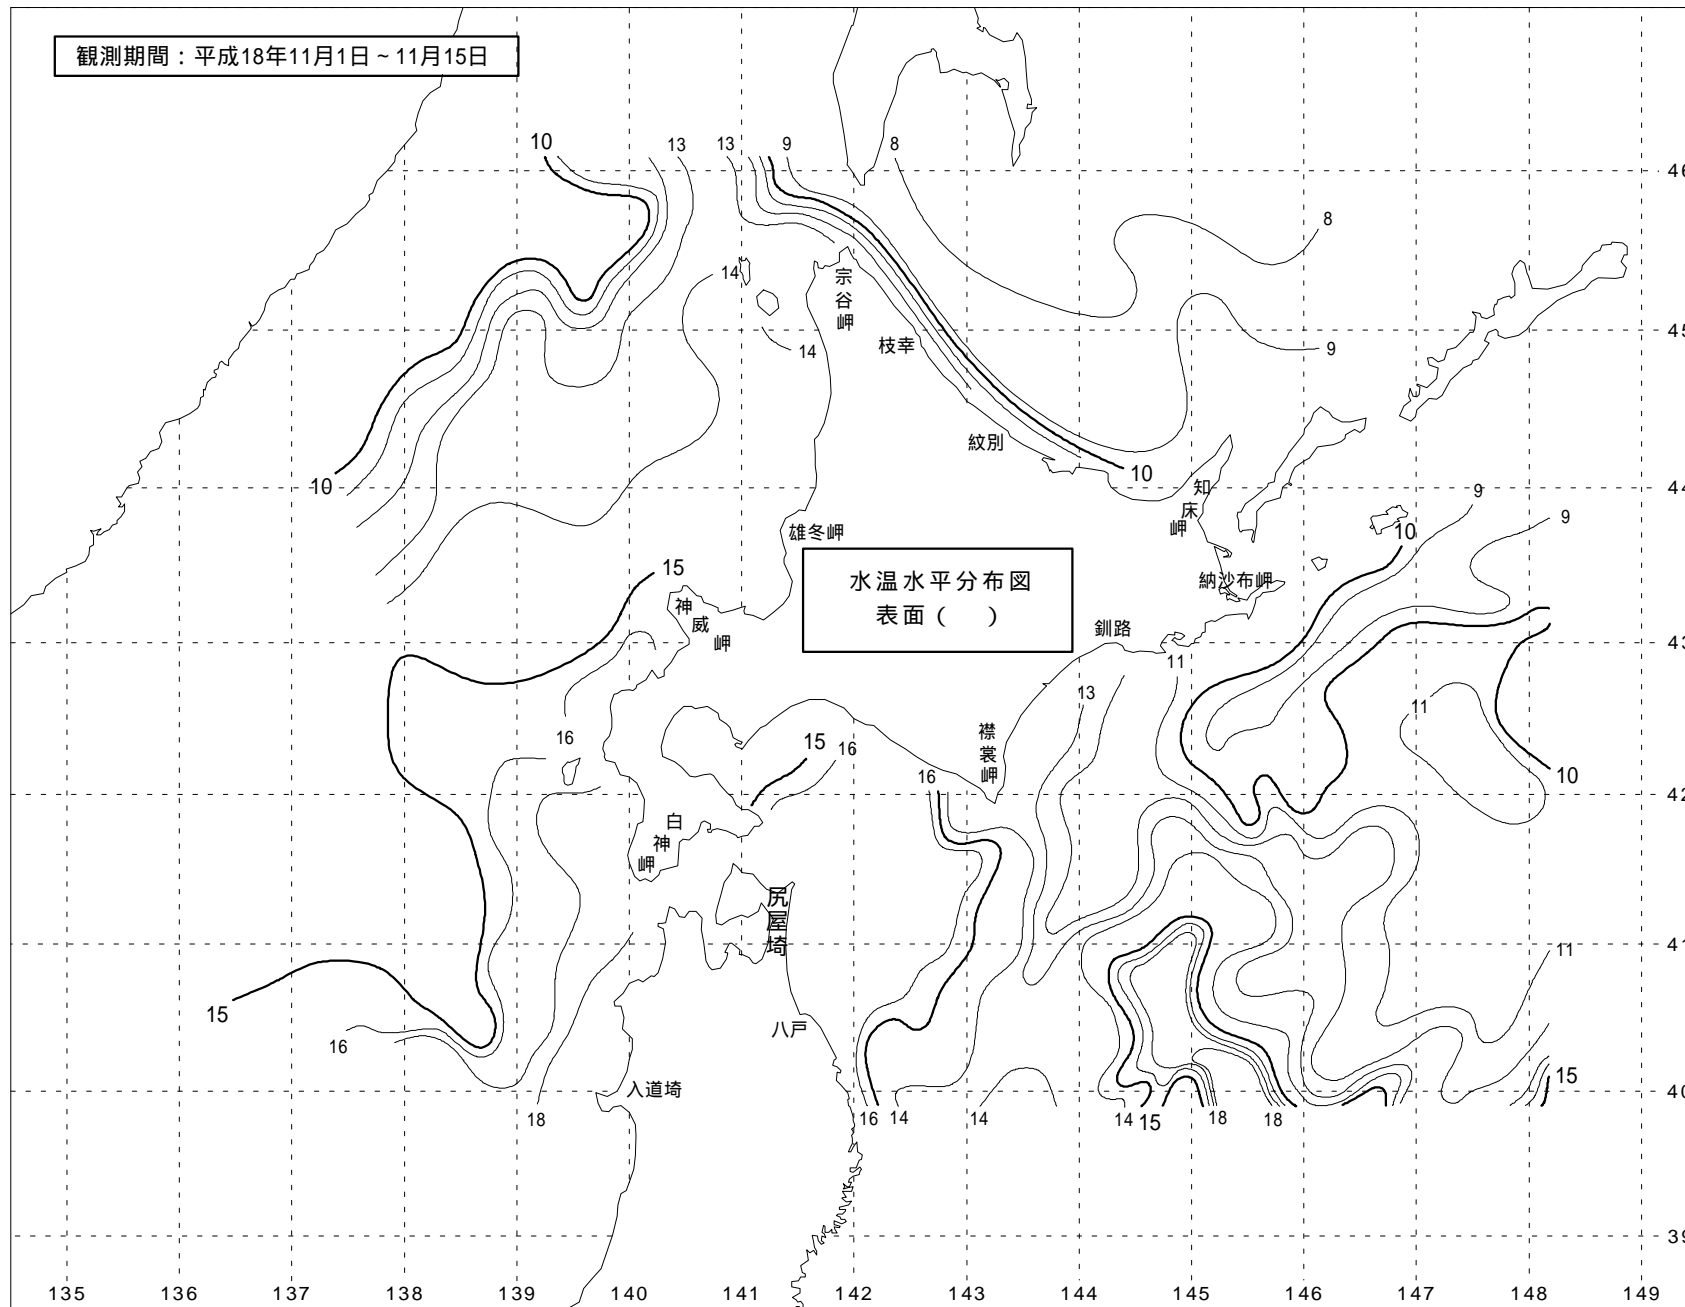 観測期間：平成18年11月1日～11月15日
10
13
13
9
8
46
8
14
宗谷岬
14
45
枝幸
9
紋別
10
10
44
知床岬
9
9
10
雄冬岬
15
水温水平分布図
表面（　）
納沙布岬
神威岬
釧路
43
11
13
11
16
15
16
襟裳岬
16
10
42
白神岬
尻屋埼
41
11
15
16
八戸
入道埼
15
40
18
16
14
14
14
15
18
18
39
135 136 137 138 139 140 141 142 143 144 145 146 147 148 149